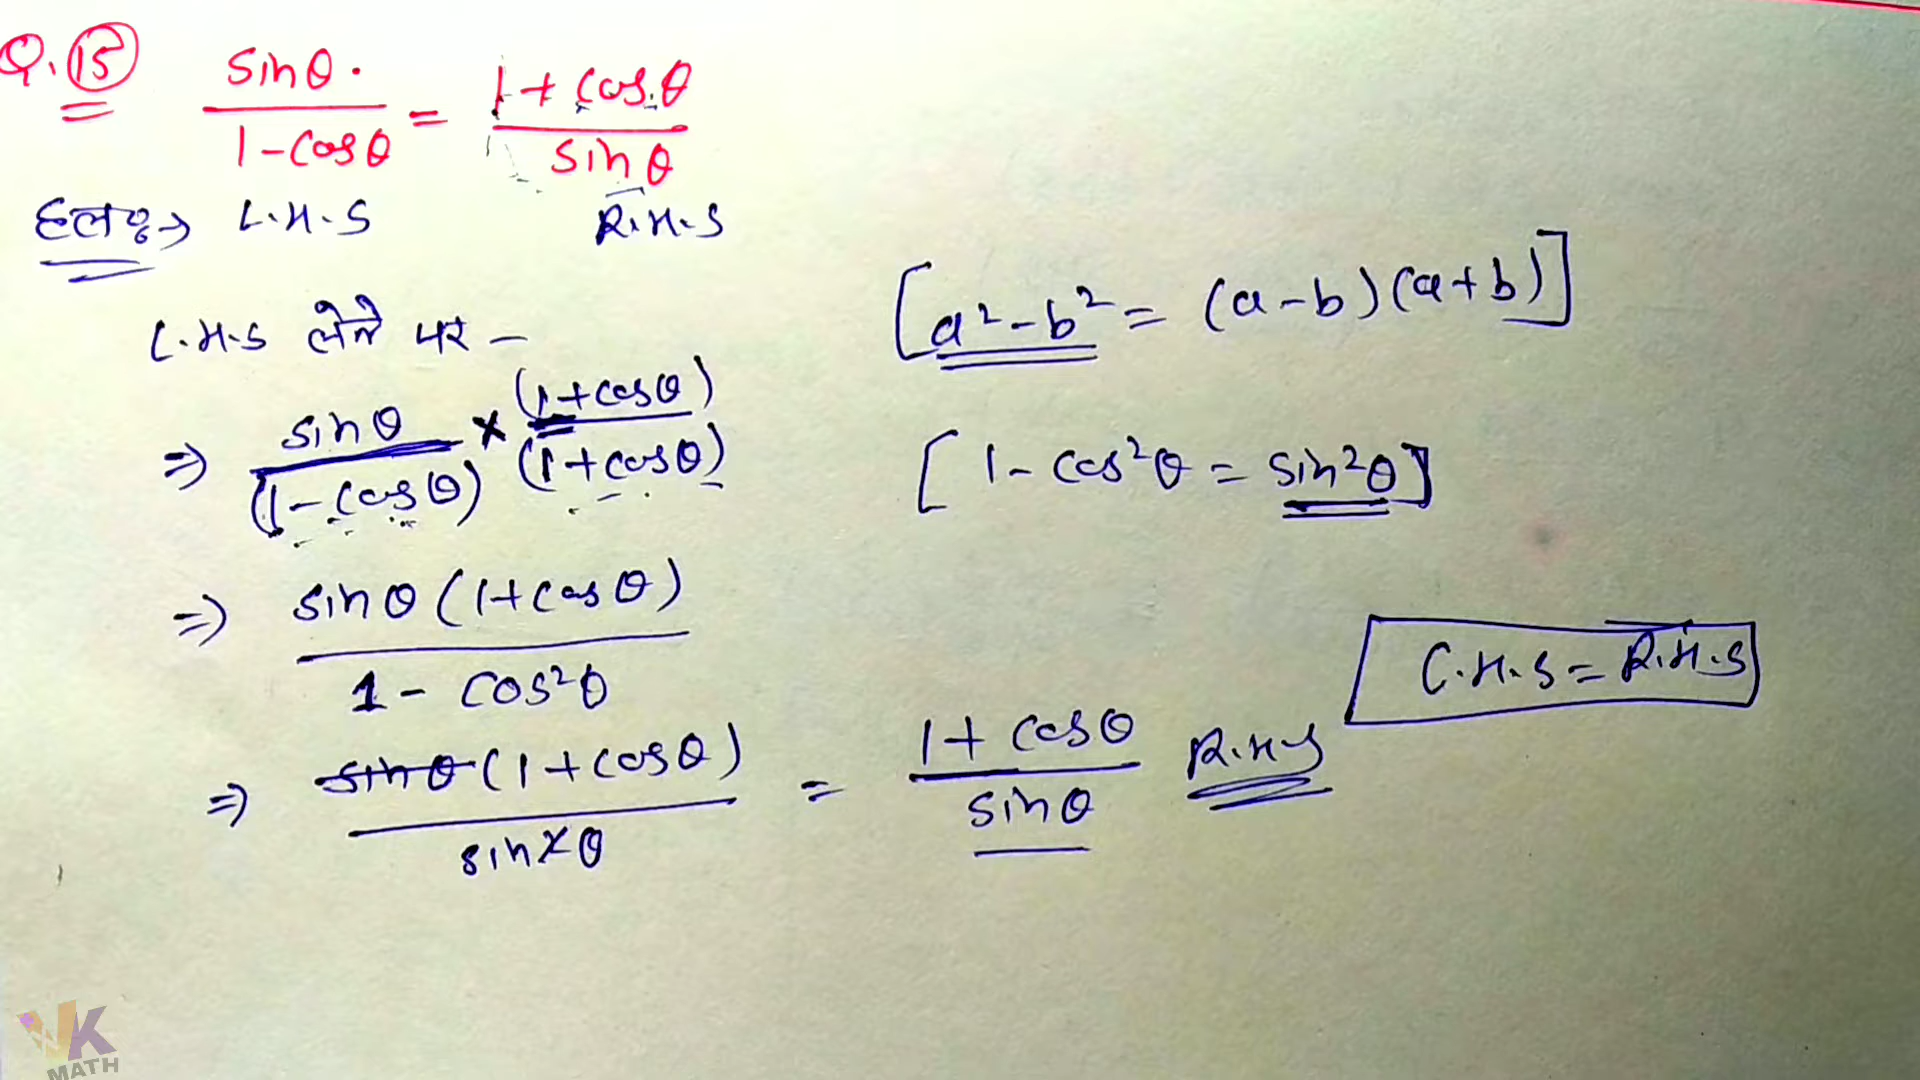 Q. 15 sinθ / 1-cosθ = 1+cosθ / sinθ
हलः→ L.H.S R.H.S
L.H.S लेने पर -
[a²-b² = (a-b)(a+b)]
⇒ sinθ / (1-cosθ) × (1+cosθ) / (1+cosθ)
[1-cos²θ = sin²θ]
⇒ sinθ(1+cosθ) / 1-cos²θ
⇒ sinθ(1+cosθ) / sin²θ = 1+cosθ / sinθ R.H.S
L.H.S = R.H.S
VK
MATH